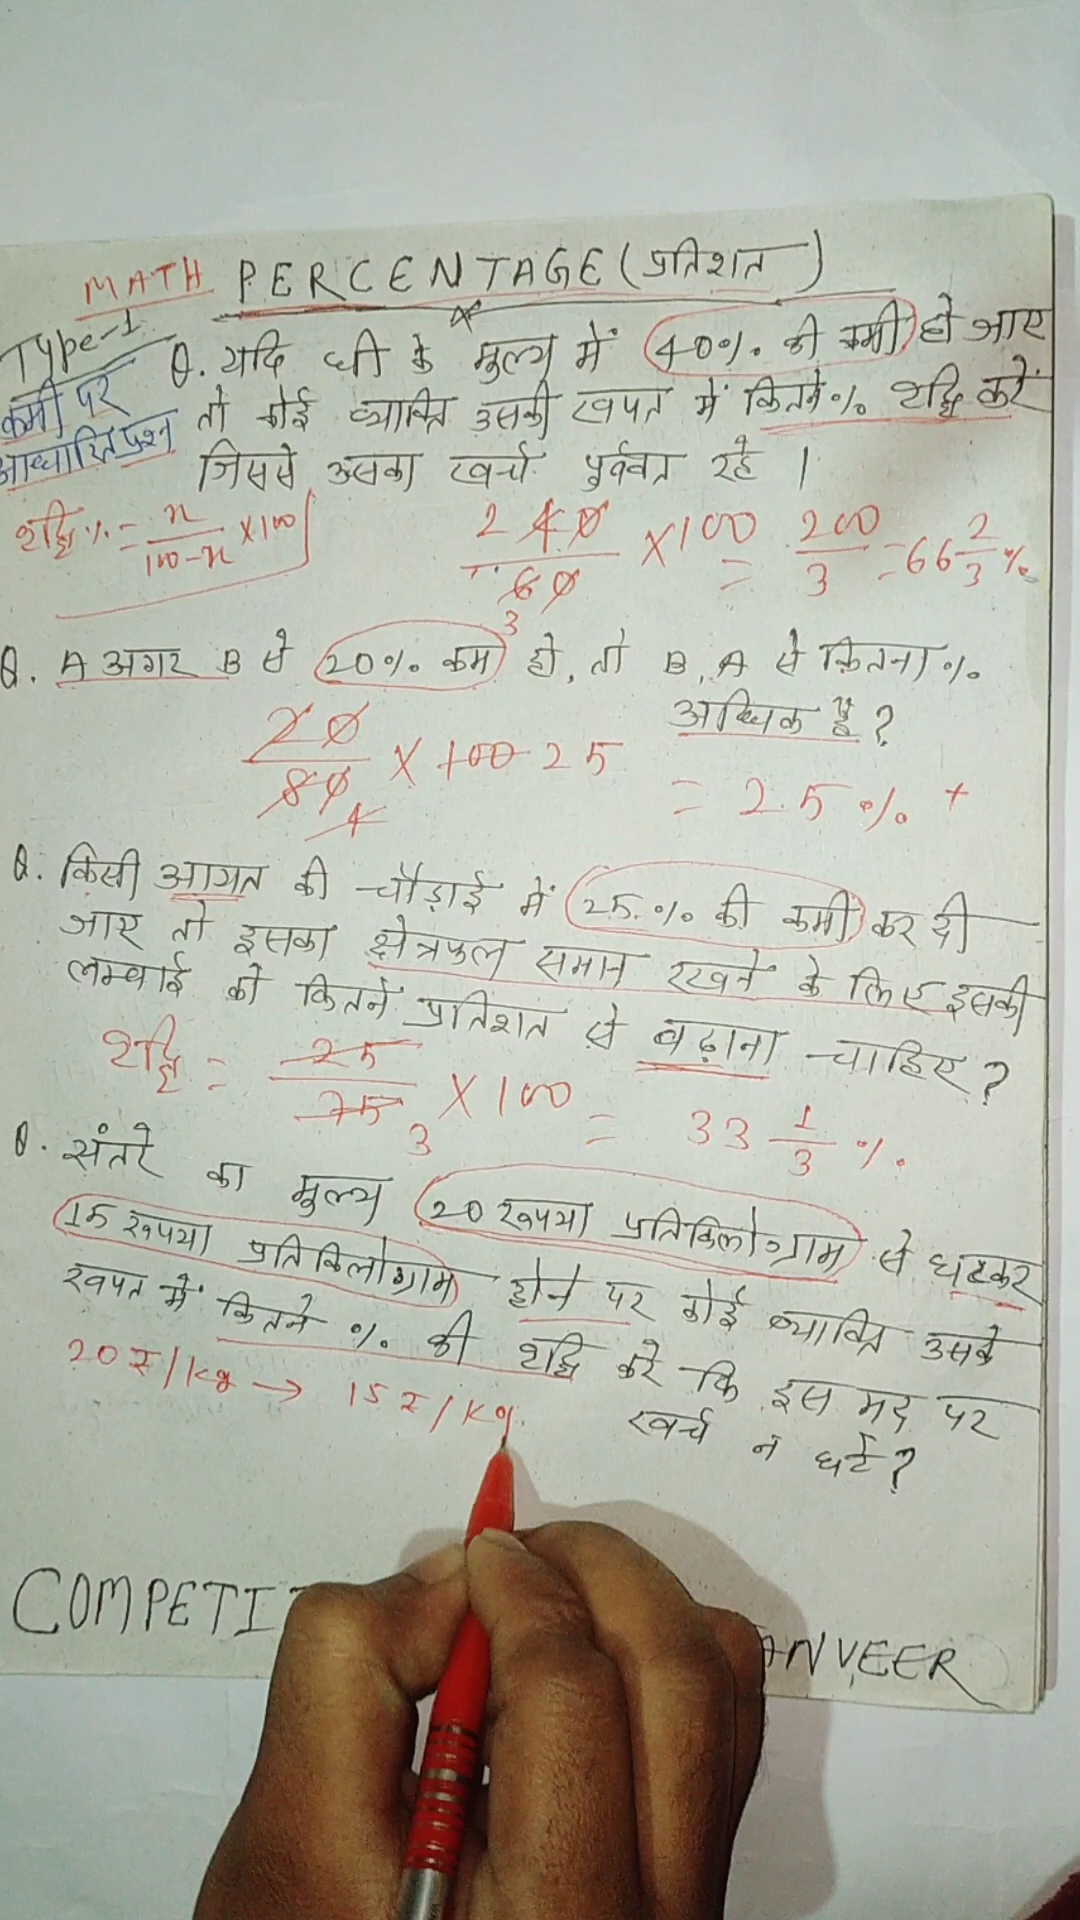 MATH PERCENTAGE (प्रतिशत)
Type-1
कमी पर
आधारित प्रश्न
Q. यदि घी के मुल्य में 40% की कमी हो जाए
तो कोई व्यक्ति उसकी खपत में कितने % वृद्धि करें
जिससे उसका खर्च पूर्ववत रहे ।
वृद्धि % = x/100-x ×100
2 40/60 3 ×100 = 200/3 = 66 2/3 %
Q. A अगर B से 20% कम हो, तो B, A से कितना %
अधिक है ?
20/80 4 × 100 25 = 25% +
Q. किसी आयत की चौड़ाई में 25% की कमी कर दी
जाए तो इसका क्षेत्रफल समान रखने के लिए इसकी
लम्बाई को कितने प्रतिशत से बढ़ाना चाहिए ?
वृद्धि = 25/75 3 × 100 = 33 1/3 %.
Q. संतरे का मुल्य 20 रूपया प्रतिकिलोग्राम से घटकर
15 रूपया प्रतिकिलोग्राम होने पर कोई व्यक्ति उसके
खपत में कितने % की वृद्धि करे कि इस मद पर
खर्च न घटे ?
20 ₹/kg → 15 ₹/kg
COMPETI ANVEER